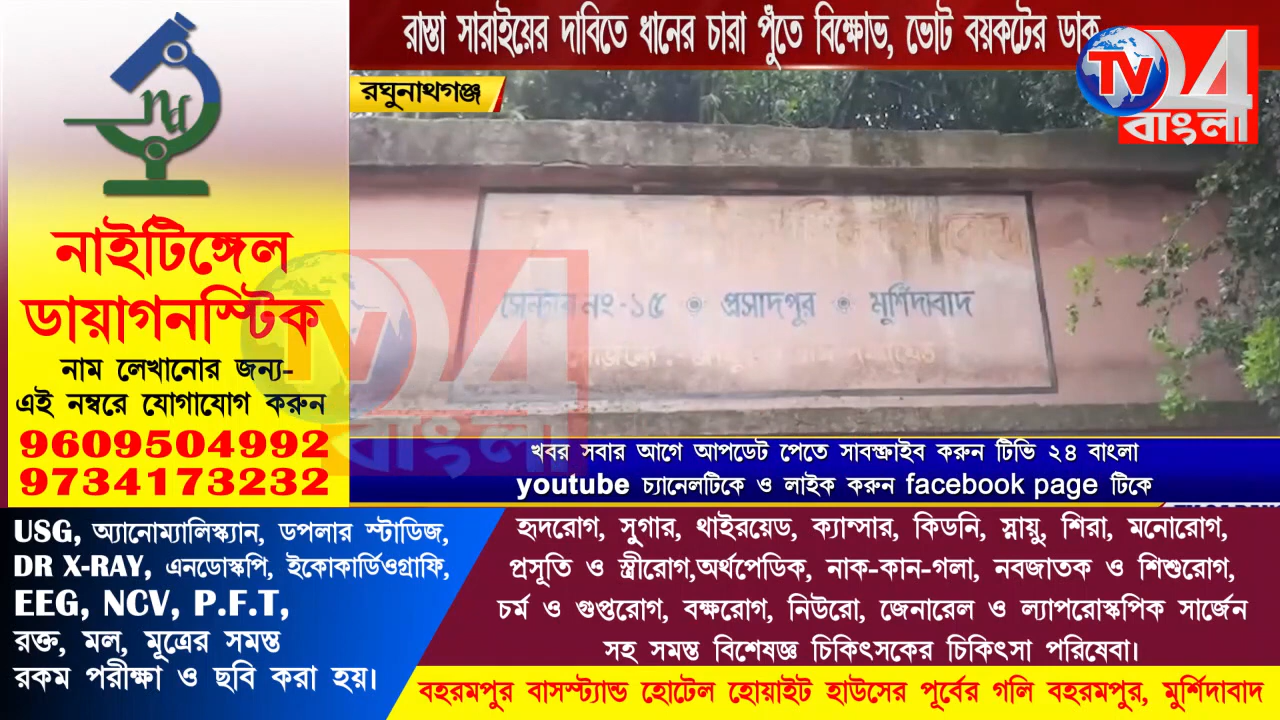 রাস্তা সারাইয়ের দাবিতে ধানের চারা পুঁতে বিক্ষোভ, ভোট বয়কটের ডাক
রঘুনাথগঞ্জ
TV 24
বাংলা
সেন্টার নং-১৫ প্রসাদপুর মুর্শিদাবাদ
নাইটিঙ্গেল
ডায়াগনস্টিক
নাম লেখানোর জন্য-
এই নম্বরে যোগাযোগ করুন
9609504992
9734173232
খবর সবার আগে আপডেট পেতে সাবস্ক্রাইব করুন টিভি ২৪ বাংলা
youtube চ্যানেলটিকে ও লাইক করুন facebook page টিকে
USG, অ্যানোম্যালিস্ক্যান, ডপলার স্টাডিজ,
DR X-RAY, এনডোস্কপি, ইকোকার্ডিওগ্রাফি,
EEG, NCV, P.F.T,
রক্ত, মল, মূত্রের সমস্ত
রকম পরীক্ষা ও ছবি করা হয়।
হৃদরোগ, সুগার, থাইরয়েড, ক্যান্সার, কিডনি, স্নায়ু, শিরা, মনোরোগ,
প্রসূতি ও স্ত্রীরোগ,অর্থপেডিক, নাক-কান-গলা, নবজাতক ও শিশুরোগ,
চর্ম ও গুপ্তরোগ, বক্ষরোগ, নিউরো, জেনারেল ও ল্যাপরোস্কপিক সার্জেন
সহ সমস্ত বিশেষজ্ঞ চিকিৎসকের চিকিৎসা পরিষেবা।
বহরমপুর বাসস্ট্যান্ড হোটেল হোয়াইট হাউসের পূর্বের গলি বহরমপুর, মুর্শিদাবাদ